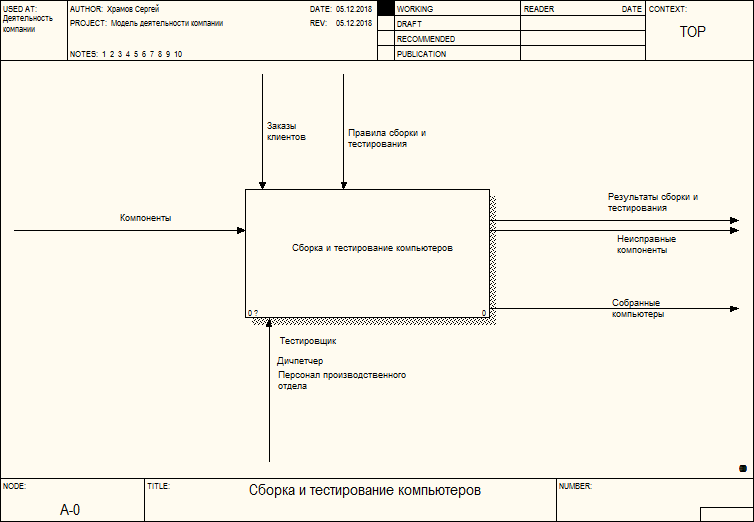 USED AT:
Деятельность
компании
AUTHOR: Храмов Сергей
DATE: 05.12.2018
PROJECT: Модель деятельности компании
REV: 05.12.2018
NOTES: 1 2 3 4 5 6 7 8 9 10
WORKING
DRAFT
RECOMMENDED
PUBLICATION
READER
DATE
CONTEXT:
TOP
Заказы
клиентов
Правила сборки и
тестирования
Компоненты
Сборка и тестирование компьютеров
0 ?
0
Результаты сборки и
тестирования
Неисправные
компоненты
Собранные
компьютеры
Тестировщик
Дичпетчер
Персонал производственного
отдела
NODE:
A-0
TITLE:
Сборка и тестирование компьютеров
NUMBER: